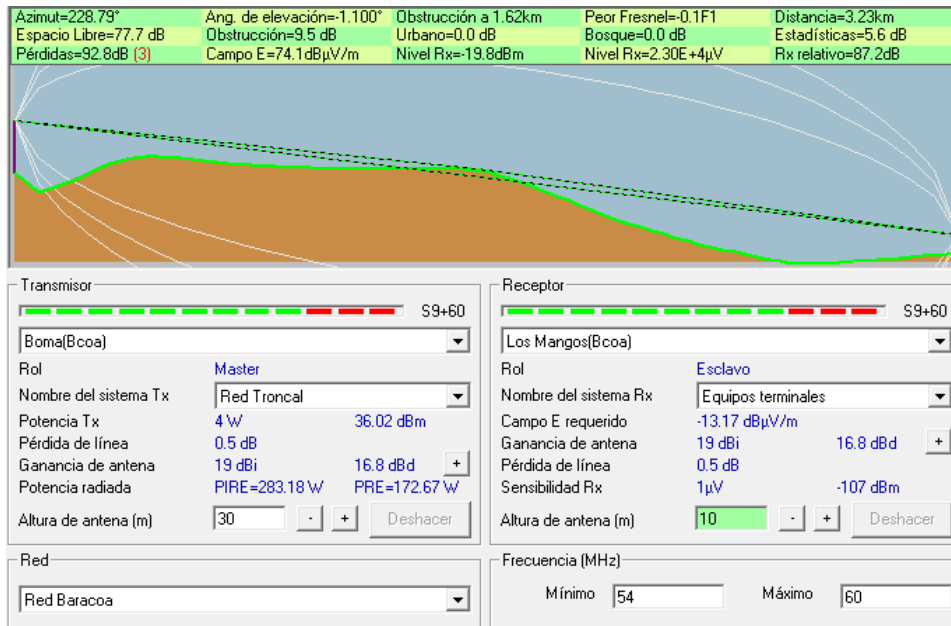 Azimut=228.79° Ang. de elevación=-1.100° Obstrucción a 1.62km Peor Fresnel=-0.1F1 Distancia=3.23km
Espacio Libre=77.7 dB Obstrucción=9.5 dB Urbano=0.0 dB Bosque=0.0 dB Estadísticas=5.6 dB
Pérdidas=92.8dB (3) Campo E=74.1dBµV/m Nivel Rx=-19.8dBm Nivel Rx=2.30E+4µV Rx relativo=87.2dB
Transmisor
S9+60
Boma(Bcoa)
Rol Master
Nombre del sistema Tx Red Troncal
Potencia Tx 4 W 36.02 dBm
Pérdida de línea 0.5 dB
Ganancia de antena 19 dBi 16.8 dBd +
Potencia radiada PIRE=283.18 W PRE=172.67 W
Altura de antena (m) 30 - + Deshacer
Red
Red Baracoa
Receptor
S9+60
Los Mangos(Bcoa)
Rol Esclavo
Nombre del sistema Rx Equipos terminales
Campo E requerido -13.17 dBµV/m
Ganancia de antena 19 dBi 16.8 dBd +
Pérdida de línea 0.5 dB
Sensibilidad Rx 1µV -107 dBm
Altura de antena (m) 10 - + Deshacer
Frecuencia (MHz)
Mínimo 54 Máximo 60